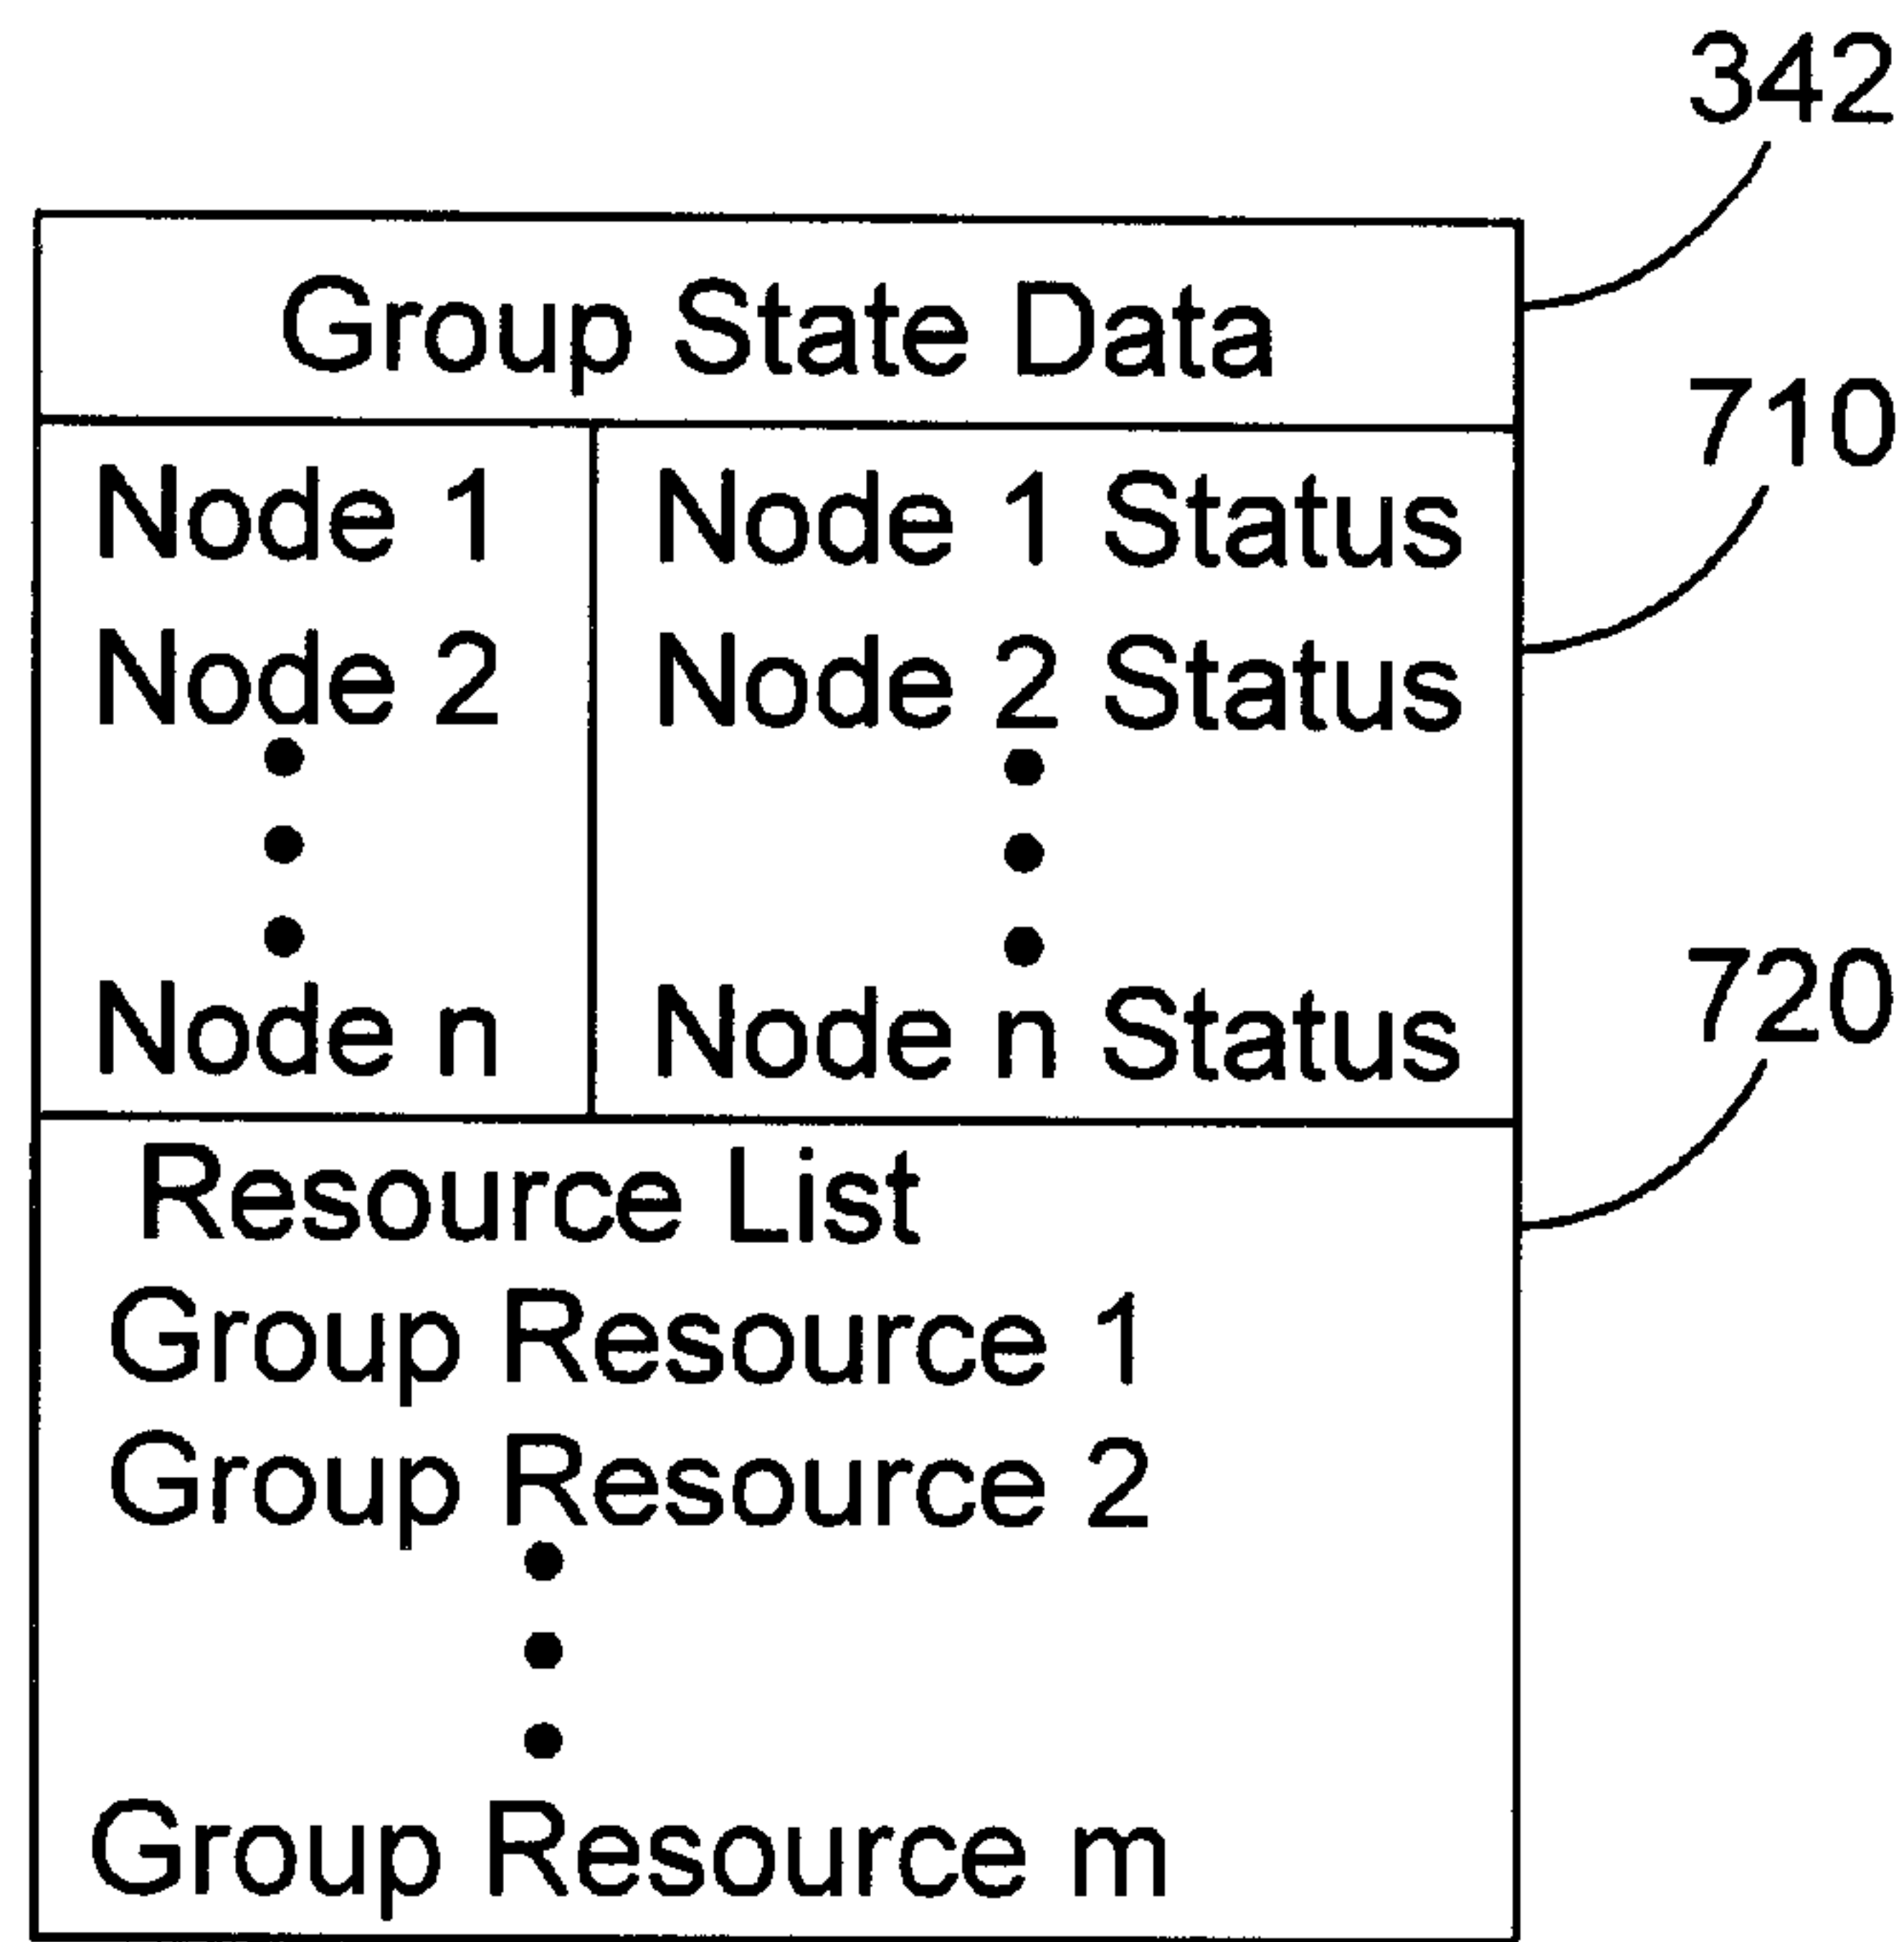 342
Group State Data
710
Node 1 Node 1 Status
Node 2 Node 2 Status
Node n Node n Status
720
Resource List
Group Resource 1
Group Resource 2
Group Resource m